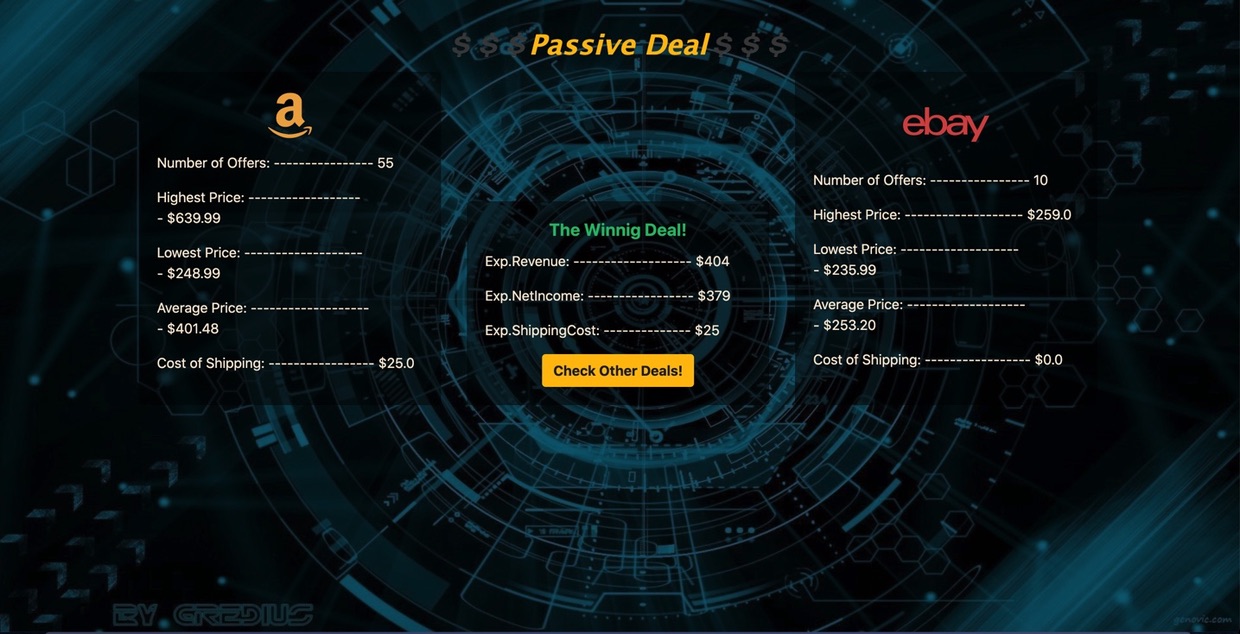 $ $ $ Passive Deal $ $ $
a
Number of Offers: ---------------- 55
Highest Price: ------------------
- $639.99
Lowest Price: -------------------
- $248.99
Average Price: -------------------
- $401.48
Cost of Shipping: ----------------- $25.0
The Winnig Deal!
Exp.Revenue: ------------------- $404
Exp.NetIncome: ----------------- $379
Exp.ShippingCost: -------------- $25
Check Other Deals!
ebay
Number of Offers: ---------------- 10
Highest Price: ------------------- $259.0
Lowest Price: -------------------
- $235.99
Average Price: -------------------
- $253.20
Cost of Shipping: ----------------- $0.0
BY GREDIUS